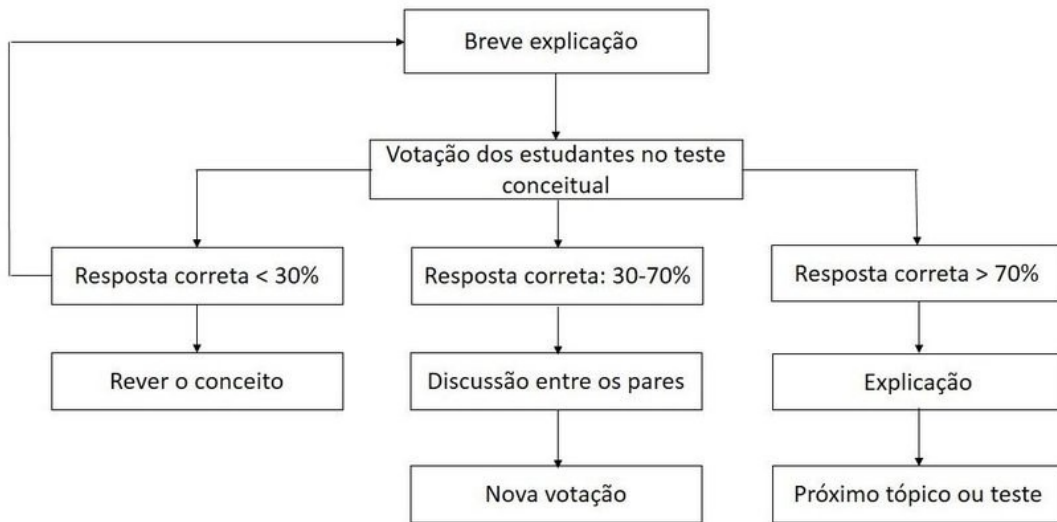 Breve explicação
Votação dos estudantes no teste
conceitual
Resposta correta < 30%
Resposta correta: 30-70%
Resposta correta > 70%
Rever o conceito
Discussão entre os pares
Explicação
Nova votação
Próximo tópico ou teste